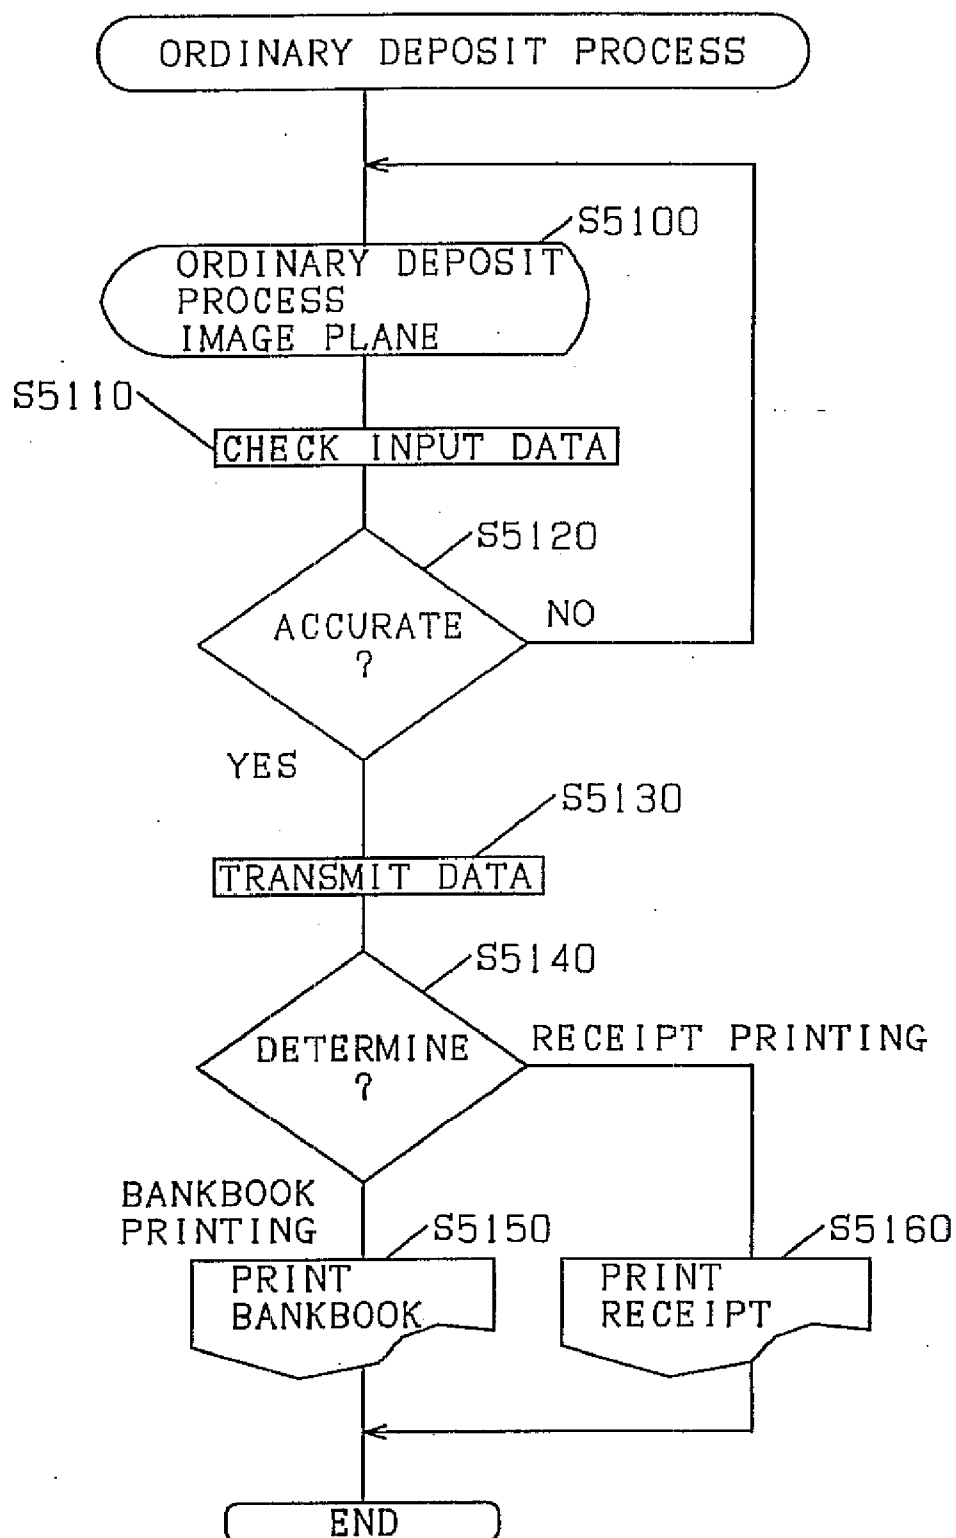 ORDINARY DEPOSIT PROCESS
S5100
ORDINARY DEPOSIT
PROCESS
IMAGE PLANE
S5110
CHECK INPUT DATA
S5120
ACCURATE
?
NO
YES
S5130
TRANSMIT DATA
S5140
DETERMINE
?
RECEIPT PRINTING
BANKBOOK
PRINTING
S5150
PRINT
BANKBOOK
S5160
PRINT
RECEIPT
END